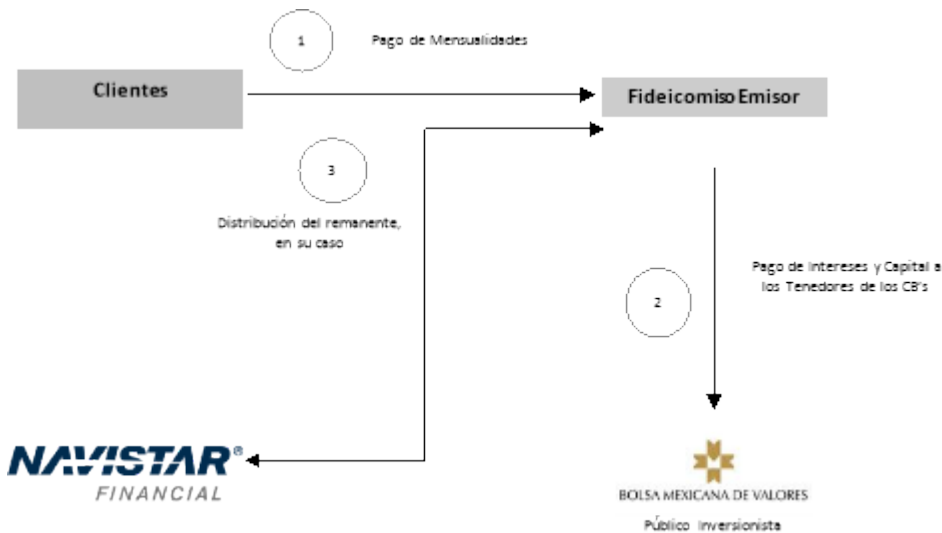 1
Pago de Mensualidades
Clientes
Fideicomiso Emisor
3
Distribución del remanente,
en su caso
2
Pago de Intereses y Capital a
los Tenedores de los CB's
NAVISTAR®
FINANCIAL
BOLSA MEXICANA DE VALORES
Público Inversionista